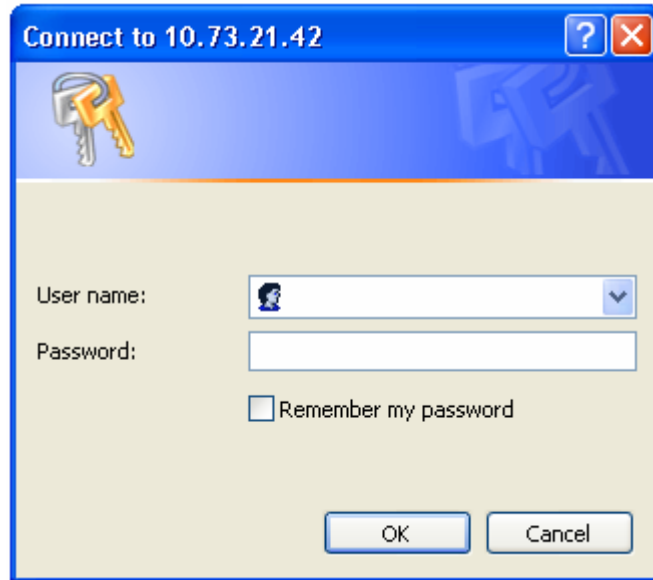 Connect to 10.73.21.42
User name:
Password:
Remember my password
OK
Cancel